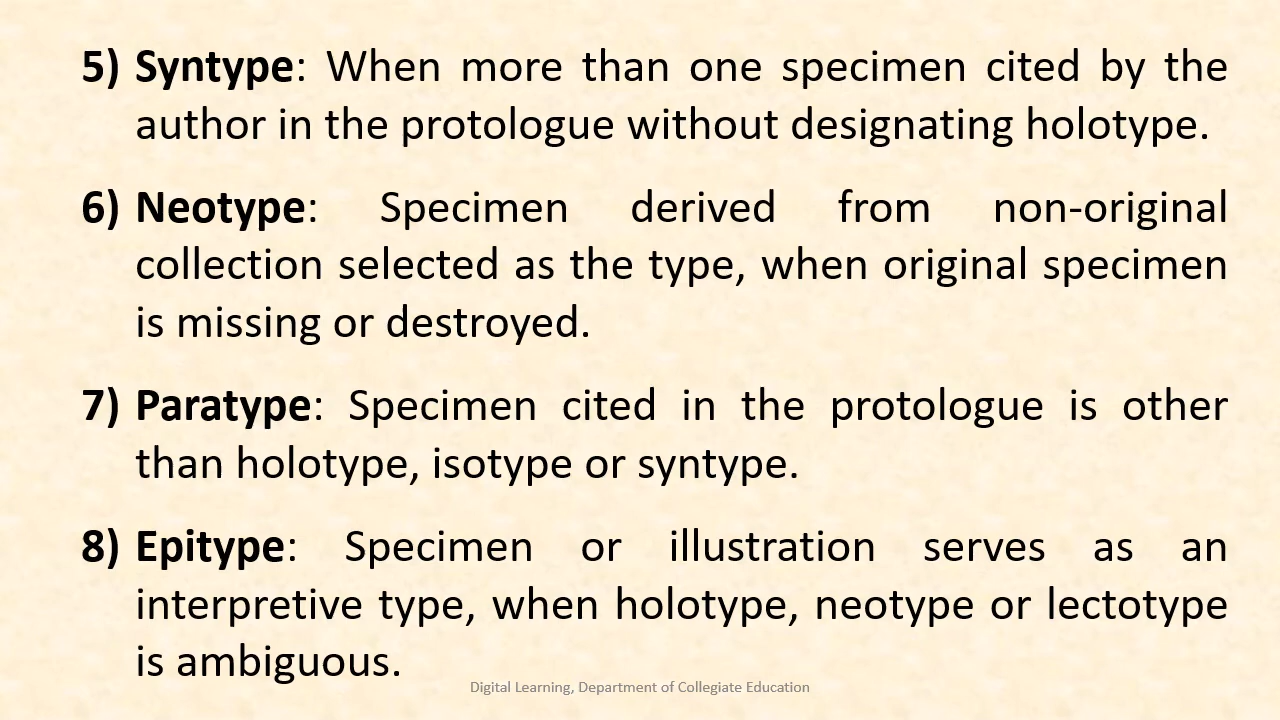 5) Syntype: When more than one specimen cited by the
author in the protologue without designating holotype.
6) Neotype: Specimen derived from non-original
collection selected as the type, when original specimen
is missing or destroyed.
7) Paratype: Specimen cited in the protologue is other
than holotype, isotype or syntype.
8) Epitype: Specimen or illustration serves as an
interpretive type, when holotype, neotype or lectotype
is ambiguous.
Digital Learning, Department of Collegiate Education